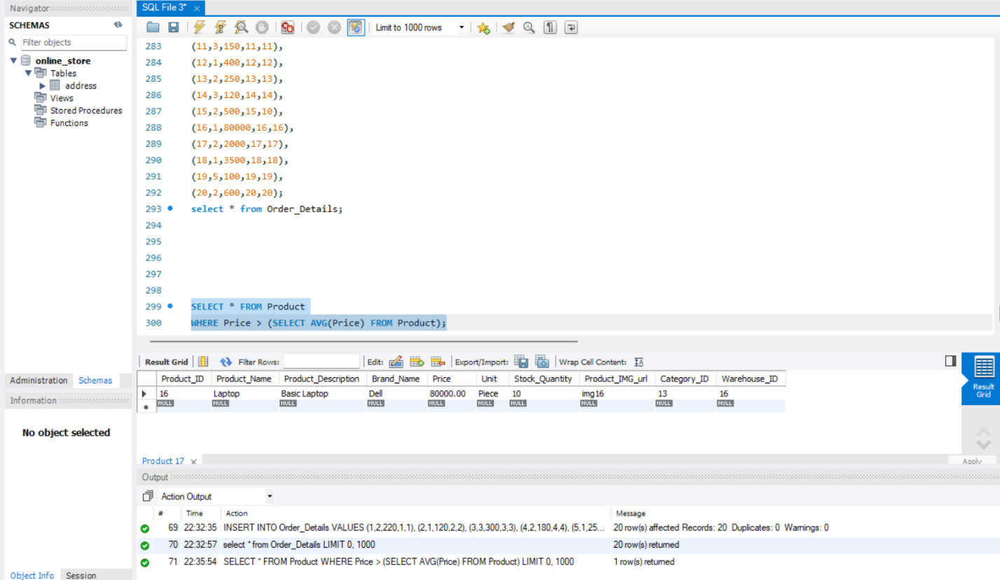 Navigator
SQL File 3*
SCHEMAS
Limit to 1000 rows
Filter objects
online_store
Tables
address
Views
Stored Procedures
Functions
283 (11,3,150,11,11),
284 (12,1,400,12,12),
285 (13,2,250,13,13),
286 (14,3,120,14,14),
287 (15,2,500,15,10),
288 (16,1,80000,16,16),
289 (17,2,2000,17,17),
290 (18,1,3500,18,18),
291 (19,5,100,19,19),
292 (20,2,600,20,20);
293 select * from Order_Details;
294
295
296
297
298
299 SELECT * FROM Product
300 WHERE Price > (SELECT AVG(Price) FROM Product);
Result Grid Filter Rows: Edit: Export/Import: Wrap Cell Content:
Product_ID Product_Name Product_Description Brand_Name Price Unit Stock_Quantity Product_IMG_url Category_ID Warehouse_ID
16 Laptop Basic Laptop Dell 80000.00 Piece 10 img16 13 16
NULL NULL NULL NULL NULL NULL NULL NULL NULL NULL
Result
Grid
Administration Schemas
Information
No object selected
Product 17
Apply
Output
Action Output
# Time Action Message
69 22:32:35 INSERT INTO Order_Details VALUES (1,2,220,1,1), (2,1,120,2,2), (3,3,300,3,3), (4,2,180,4,4), (5,1,25... 20 row(s) affected Records: 20 Duplicates: 0 Warnings: 0
70 22:32:57 select * from Order_Details LIMIT 0, 1000 20 row(s) returned
71 22:35:54 SELECT * FROM Product WHERE Price > (SELECT AVG(Price) FROM Product) LIMIT 0, 1000 1 row(s) returned
Object Info Session